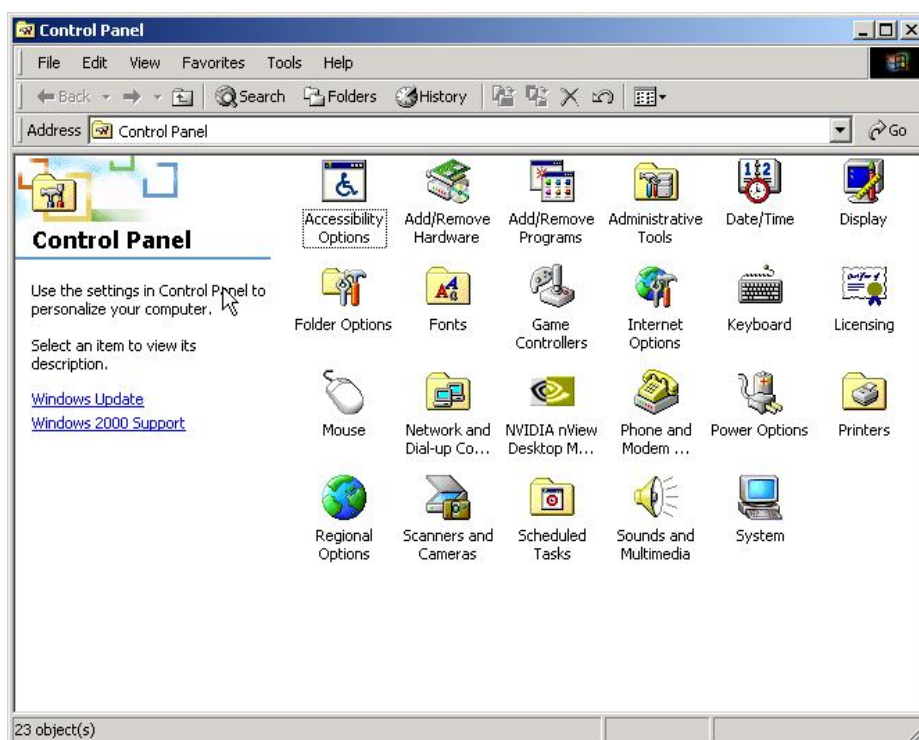 Control Panel
File Edit View Favorites Tools Help
Back Search Folders History
Address Control Panel Go
Control Panel
Use the settings in Control Panel to
personalize your computer.
Select an item to view its
description.
Windows Update
Windows 2000 Support
Accessibility
Options
Add/Remove
Hardware
Add/Remove
Programs
Administrative
Tools
Date/Time
Display
Folder Options
Fonts
Game
Controllers
Internet
Options
Keyboard
Licensing
Mouse
Network and
Dial-up Co...
NVIDIA nView
Desktop M...
Phone and
Modem ...
Power Options
Printers
Regional
Options
Scanners and
Cameras
Scheduled
Tasks
Sounds and
Multimedia
System
23 object(s)